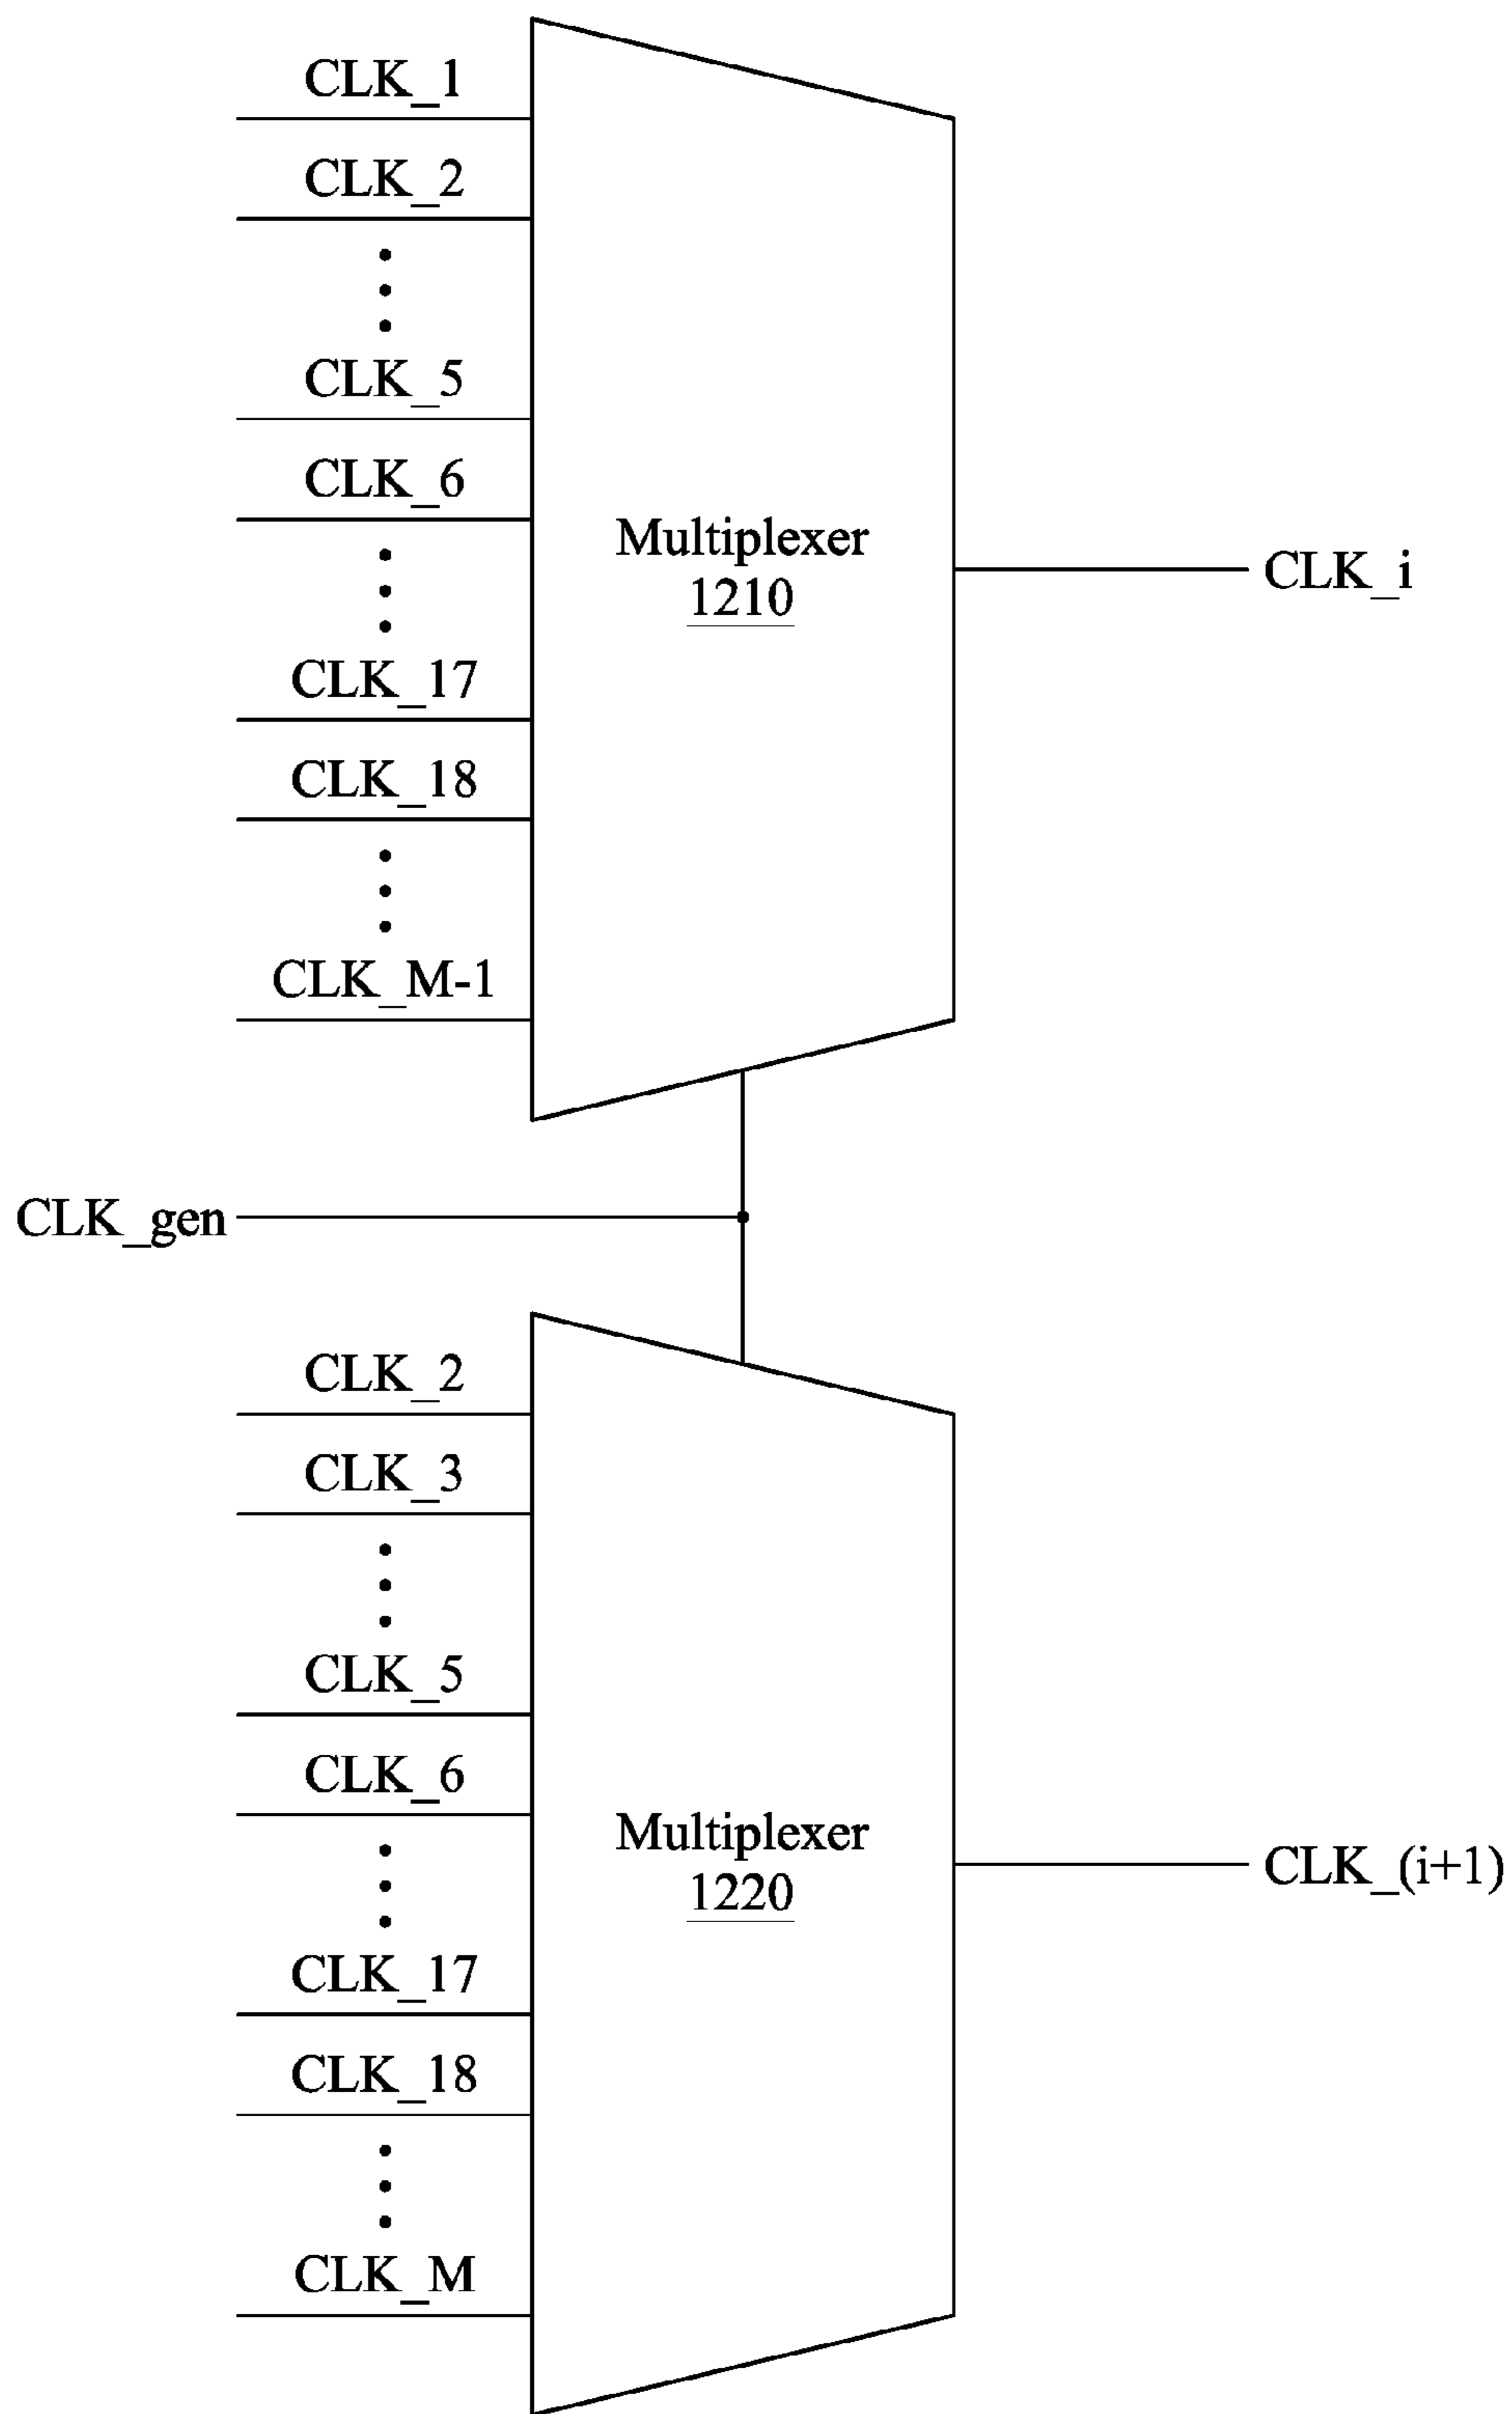 CLK_1
CLK_2
CLK_5
CLK_6
Multiplexer
1210
CLK_i
CLK_17
CLK_18
CLK_M-1
CLK_gen
CLK_2
CLK_3
CLK_5
CLK_6
Multiplexer
1220
CLK_(i+1)
CLK_17
CLK_18
CLK_M